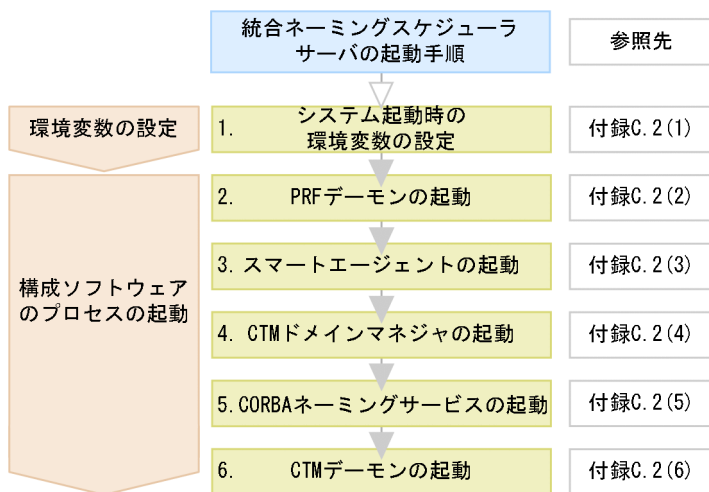 統合ネーミングスケジューラ
サーバの起動手順
参照先
環境変数の設定
1. システム起動時の
環境変数の設定
付録C.2(1)
構成ソフトウェア
のプロセスの起動
2. PRFデーモンの起動
付録C.2(2)
3. スマートエージェントの起動
付録C.2(3)
4. CTMドメインマネジャの起動
付録C.2(4)
5. CORBAネーミングサービスの起動
付録C.2(5)
6. CTMデーモンの起動
付録C.2(6)